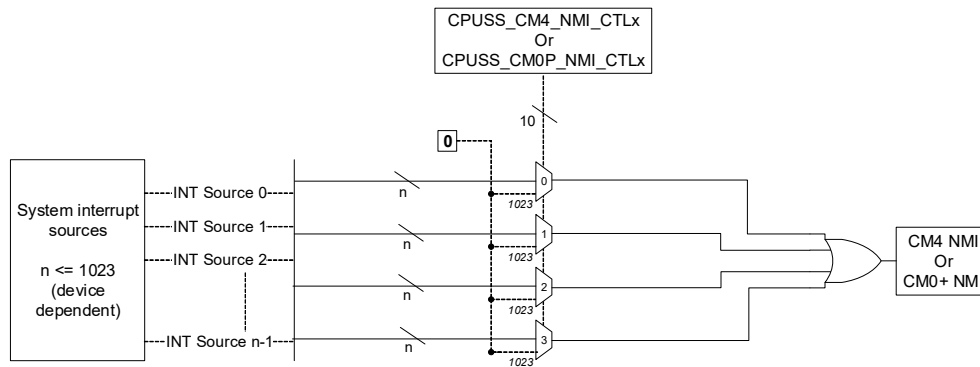 CPUSS_CM4_NMI_CTLx
Or
CPUSS_CM0P_NMI_CTLx
10
0
System interrupt
sources
n <= 1023
(device
dependent)
INT Source 0
INT Source 1
INT Source 2
INT Source n-1
n
0
1023
n
1
1023
n
2
1023
n
3
1023
CM4 NMI
Or
CM0+ NM